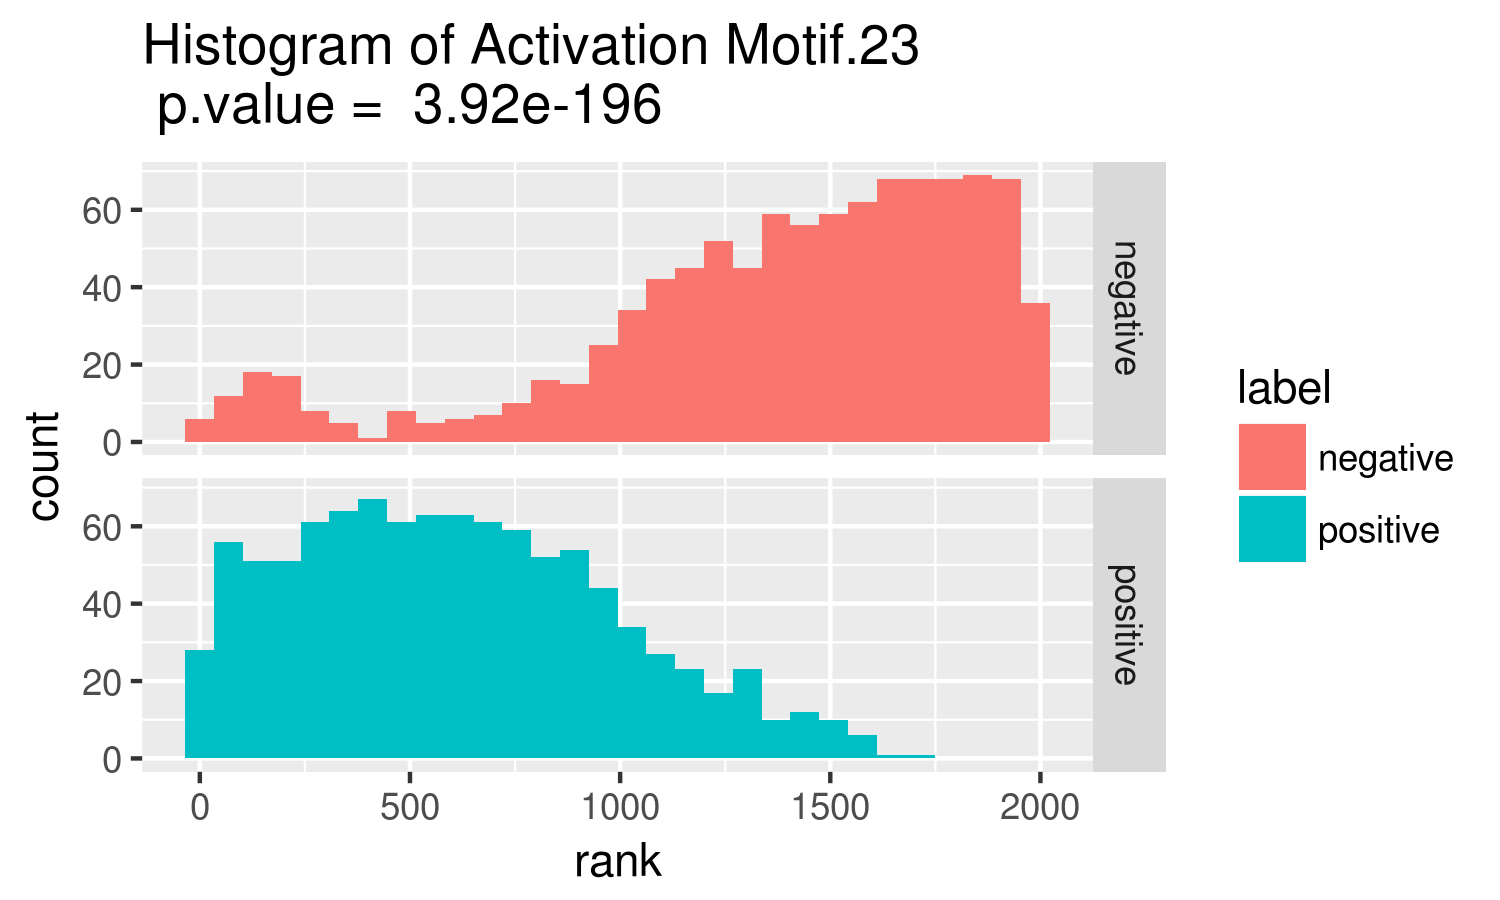 Histogram of Activation Motif.23
p.value = 3.92e-196
60
40
20
0
negative
60
40
20
0
positive
count
0 500 1000 1500 2000
rank
label
negative
positive